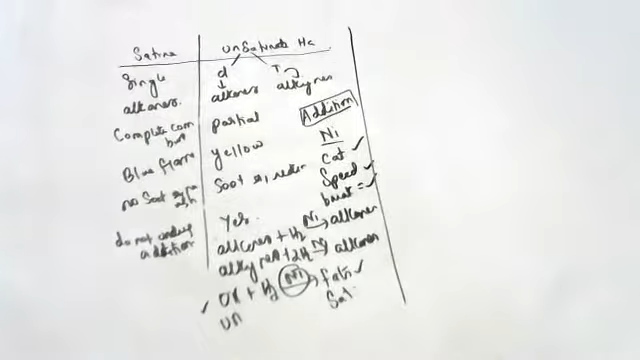 Satura | unSaturate Hc
Single | d T
alkanes. | alkenes alkynes
Complete com | partial Addition
bus
Blue flame | yellow Ni
no Soot | Soot Cat ✓
Speed ✓
break = ✓
do not undergo | Yes.
addition | alkenes + H2 Ni → alkanes
alkynes + 2H2 Ni → alkanes
✓ Oil + H2 Ni → fats ✓
un Sat